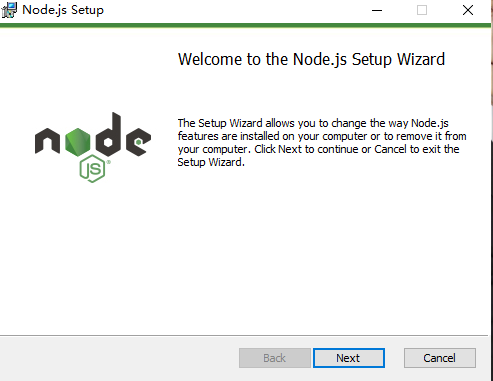 Node.js Setup
Welcome to the Node.js Setup Wizard
The Setup Wizard allows you to change the way Node.js
features are installed on your computer or to remove it from
your computer. Click Next to continue or Cancel to exit the
Setup Wizard.
node
JS
Back
Next
Cancel